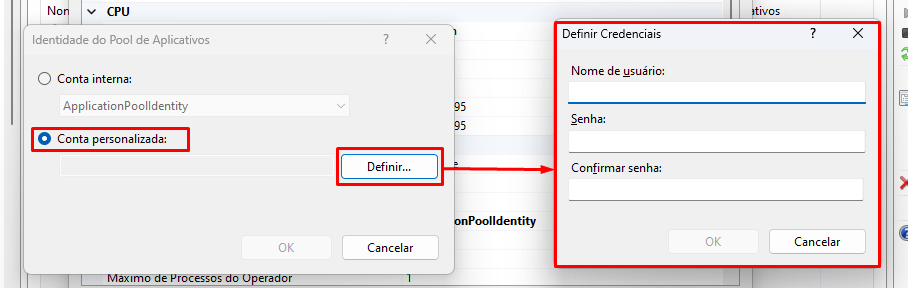 Nom
CPU
ativos
Identidade do Pool de Aplicativos
?
Conta interna:
ApplicationPoolIdentity
Conta personalizada:
Definir...
OK
Cancelar
95
95
onPoolIdentity
Máximo de Processos do Operador
1
Definir Credenciais
?
Nome de usuário:
Senha:
Confirmar senha:
OK
Cancelar